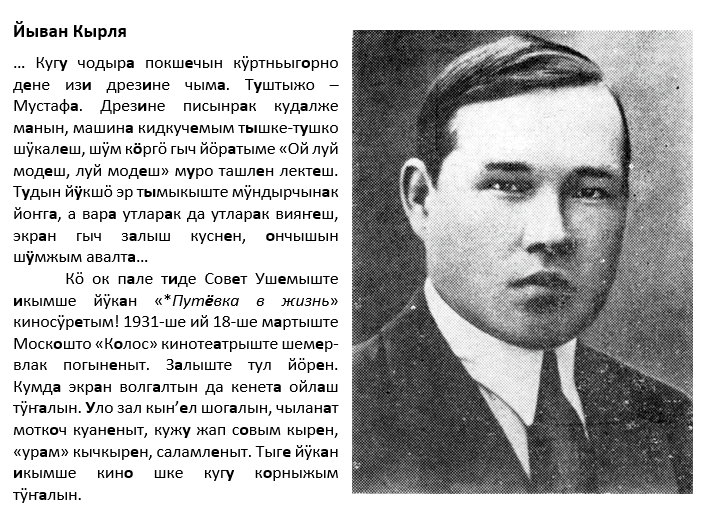 Йыван Кырля
… Кугу чодыра покшечын кӱртньыгорно
дене изи дрезине чыма. Туштыжо –
Мустафа. Дрезине писынрак кудалже
манын, машина кидкучемым тышке-тушко
шӱкалеш, шӱм кӧргӧ гыч йӧратыме «Ой луй
модеш, луй модеш» муро ташлен лектеш.
Тудын йӱкшӧ эр тымыкыште мӱндырчынак
йоҥга, а вара утларак да утларак вияҥеш,
экран гыч залыш куснен, ончышын
шӱмжым авалта…
Кӧ ок пале тиде Совет Ушемыште
икымше йӱкан «*Путёвка в жизнь»
киносӱретым! 1931-ше ий 18-ше мартыште
Москошто «Колос» кинотеатрыште шемер-
влак погыненыт. Залыште тул йӧрен.
Кумда экран волгалтын да кенета ойлаш
тӱҥалын. Уло зал кын’ел шогалын, чыланат
моткоч куаненыт, кужу жап совым кырен,
«урам» кычкырен, саламленыт. Тыге йӱкан
икымше кино шке кугу корныжым
тӱҥалын.